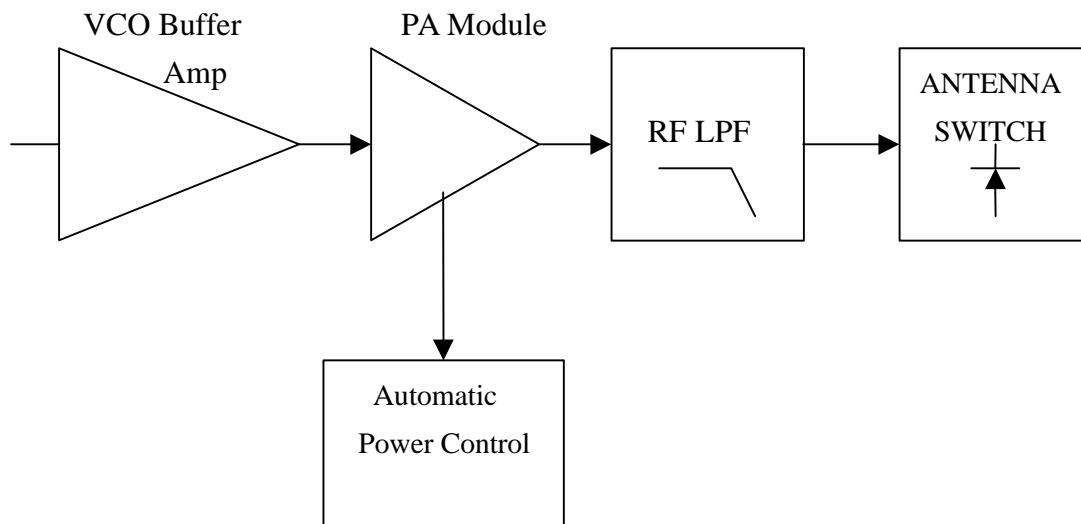 VCO Buffer
Amp
PA Module
RF LPF
ANTENNA
SWITCH
Automatic
Power Control